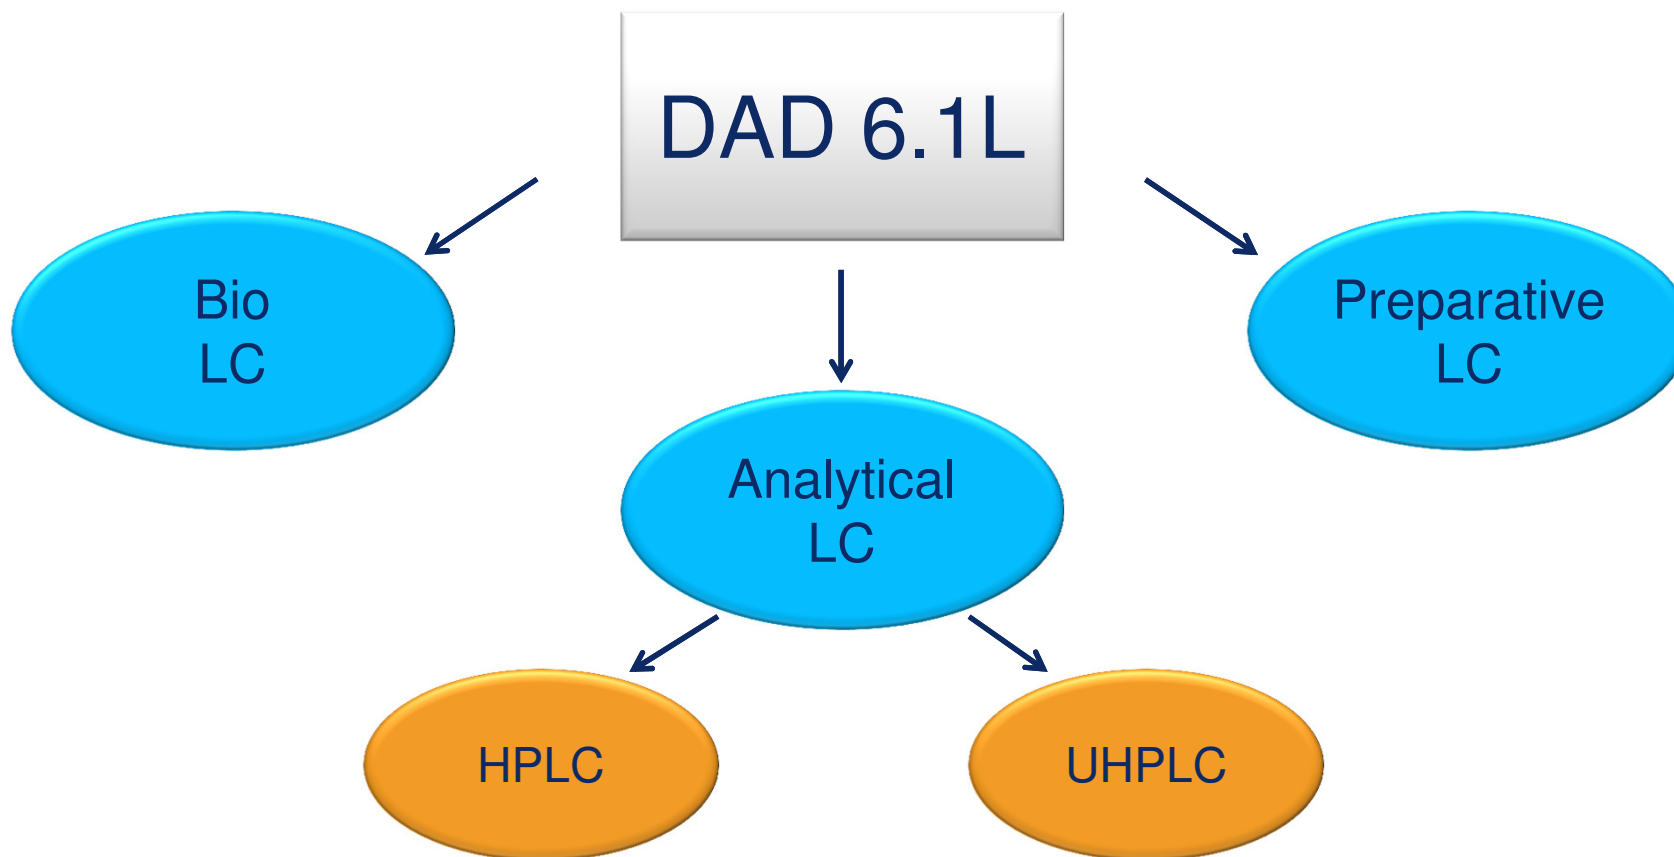 DAD 6.1L
Bio
LC
Preparative
LC
Analytical
LC
HPLC
UHPLC